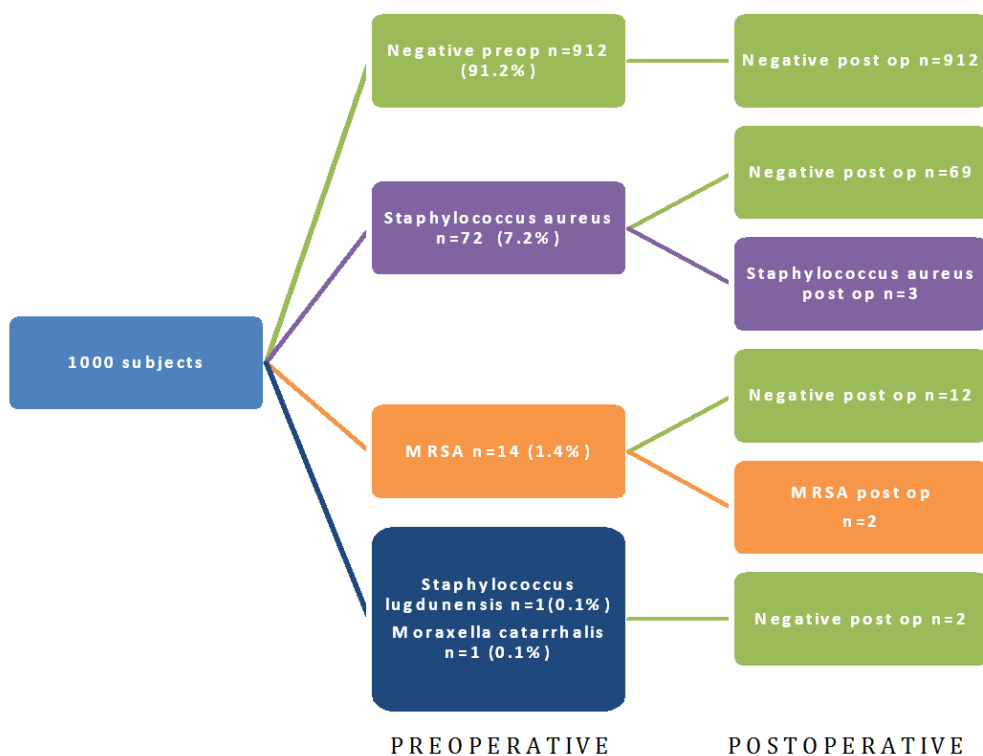 1000 subjects
Negative preop n=912
(91.2%)
Staphylococcus aureus
n=72 (7.2%)
MRSA n=14 (1.4%)
Staphylococcus
lugdunensis n=1(0.1%)
Moraxella catarrhalis
n=1 (0.1%)
Negative post op n=912
Negative post op n=69
Staphylococcus aureus
post op n=3
Negative post op n=12
MRSA post op
n=2
Negative post op n=2
PREOPERATIVE
POSTOPERATIVE